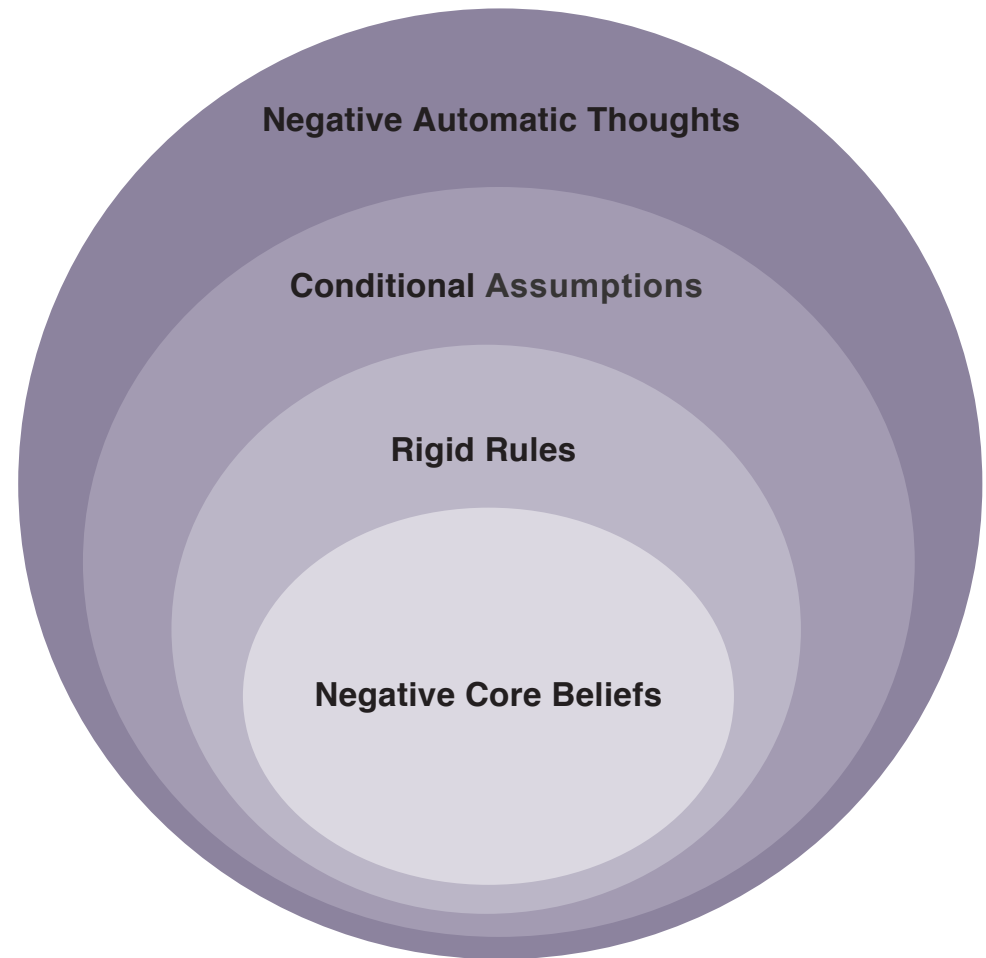 Negative Automatic Thoughts
Conditional Assumptions
Rigid Rules
Negative Core Beliefs